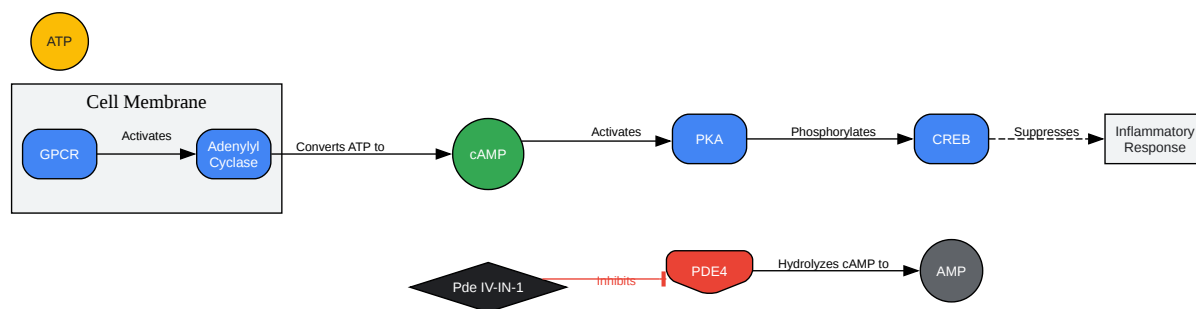 ATP
Cell Membrane
GPCR
Activates
Adenylyl
Cyclase
Converts ATP to
cAMP
Activates
PKA
Phosphorylates
CREB
Suppresses
Inflammatory
Response
Pde IV-IN-1
Inhibits
PDE4
Hydrolyzes cAMP to
AMP